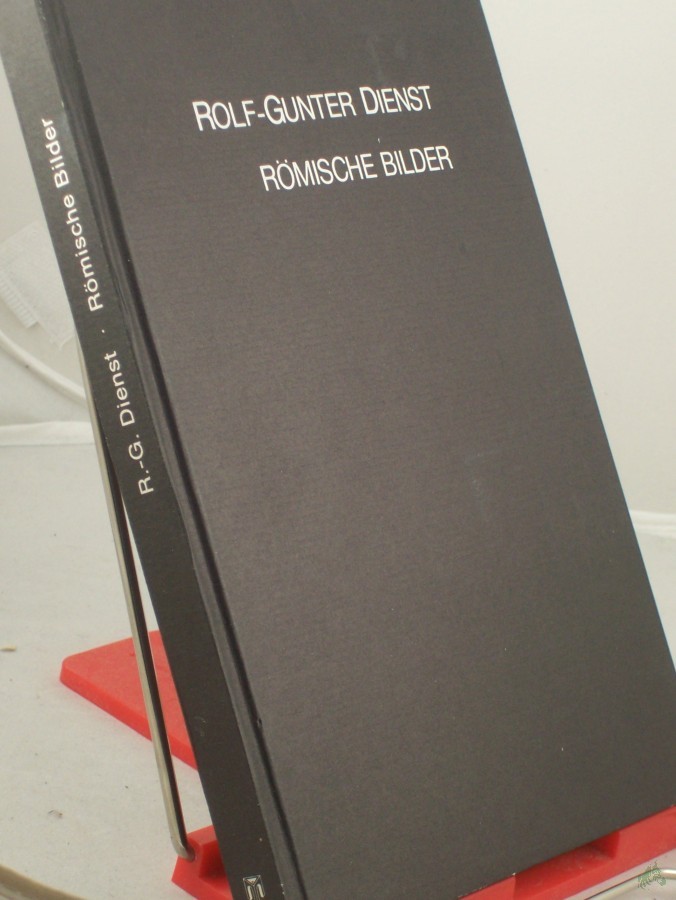 ROLF-GUNTER DIENST
RÖMISCHE BILDER
R.-G. Dienst · Römische Bilder